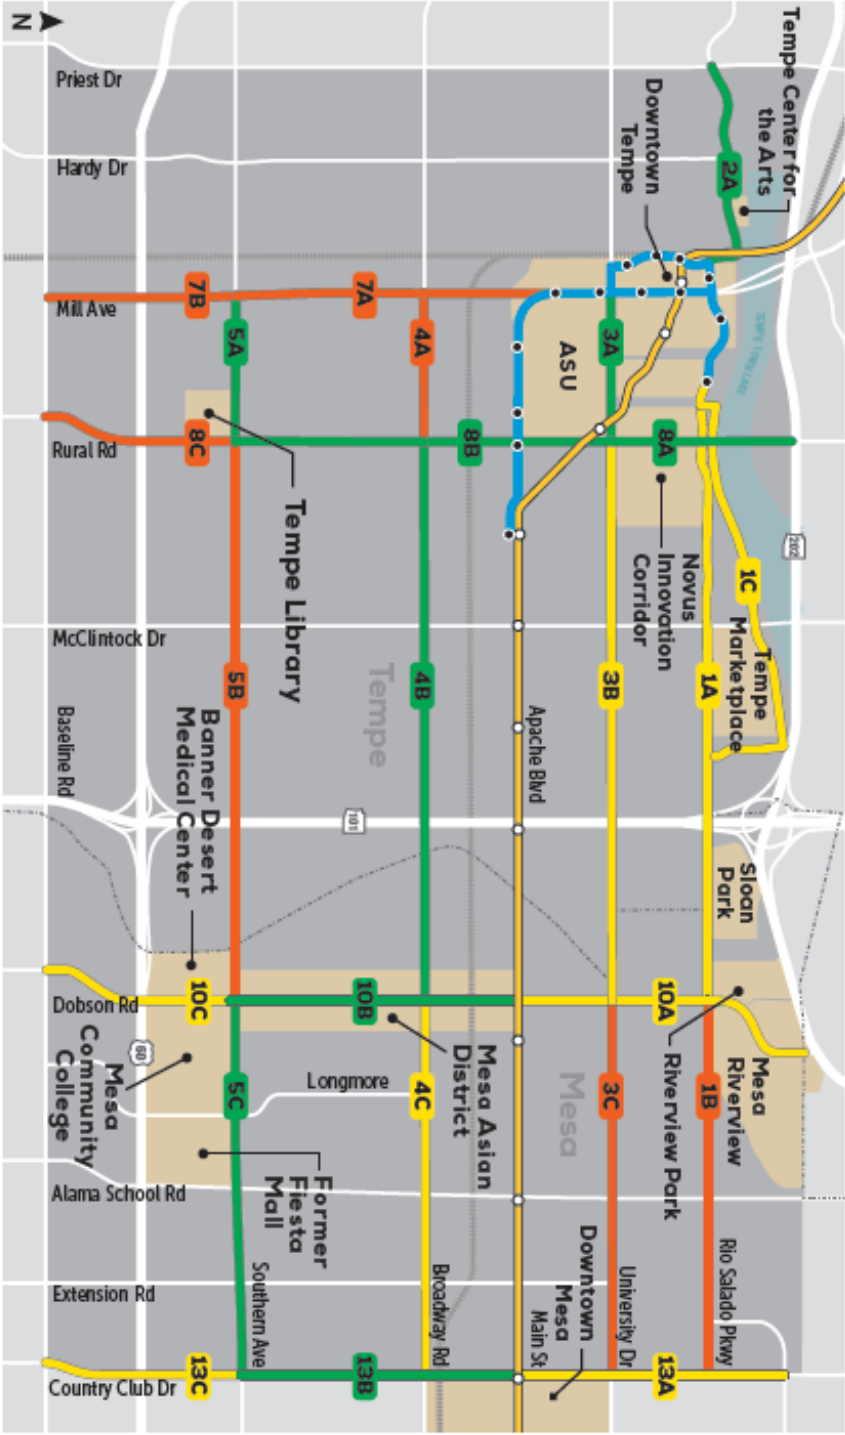 N
Priest Dr
Hardy Dr
Mill Ave
Rural Rd
McClintock Dr
Baseline Rd
Dobson Rd
Longmore
Alama School Rd
Extension Rd
Country Club Dr
Tempe Center for
the Arts
Downtown
Tempe
2A
TEMPE TOWN LAKE
7B
7A
5A
4A
3A
ASU
8C
8B
8A
Tempe Library
Novus
Innovation
Corridor
202
1C
Tempe
Marketplace
5B
4B
3B
1A
Tempe
Apache Blvd
Banner Desert
Medical Center
101
Sloan
Park
10C
10B
10A
60
Mesa
Community
College
Mesa Asian
District
Mesa
Riverview
Riverview Park
5C
4C
3C
1B
Mesa
Former
Fiesta
Mall
Downtown
Mesa
Southern Ave
Broadway Rd
Main St
University Dr
Rio Salado Pkwy
13C
13B
13A